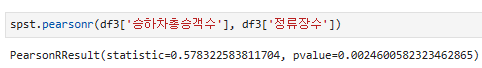 spst.pearsonr(df3['승하차총승객수'], df3['정류장수'])
PearsonRResult(statistic=0.578322583811704, pvalue=0.0024600582323462865)